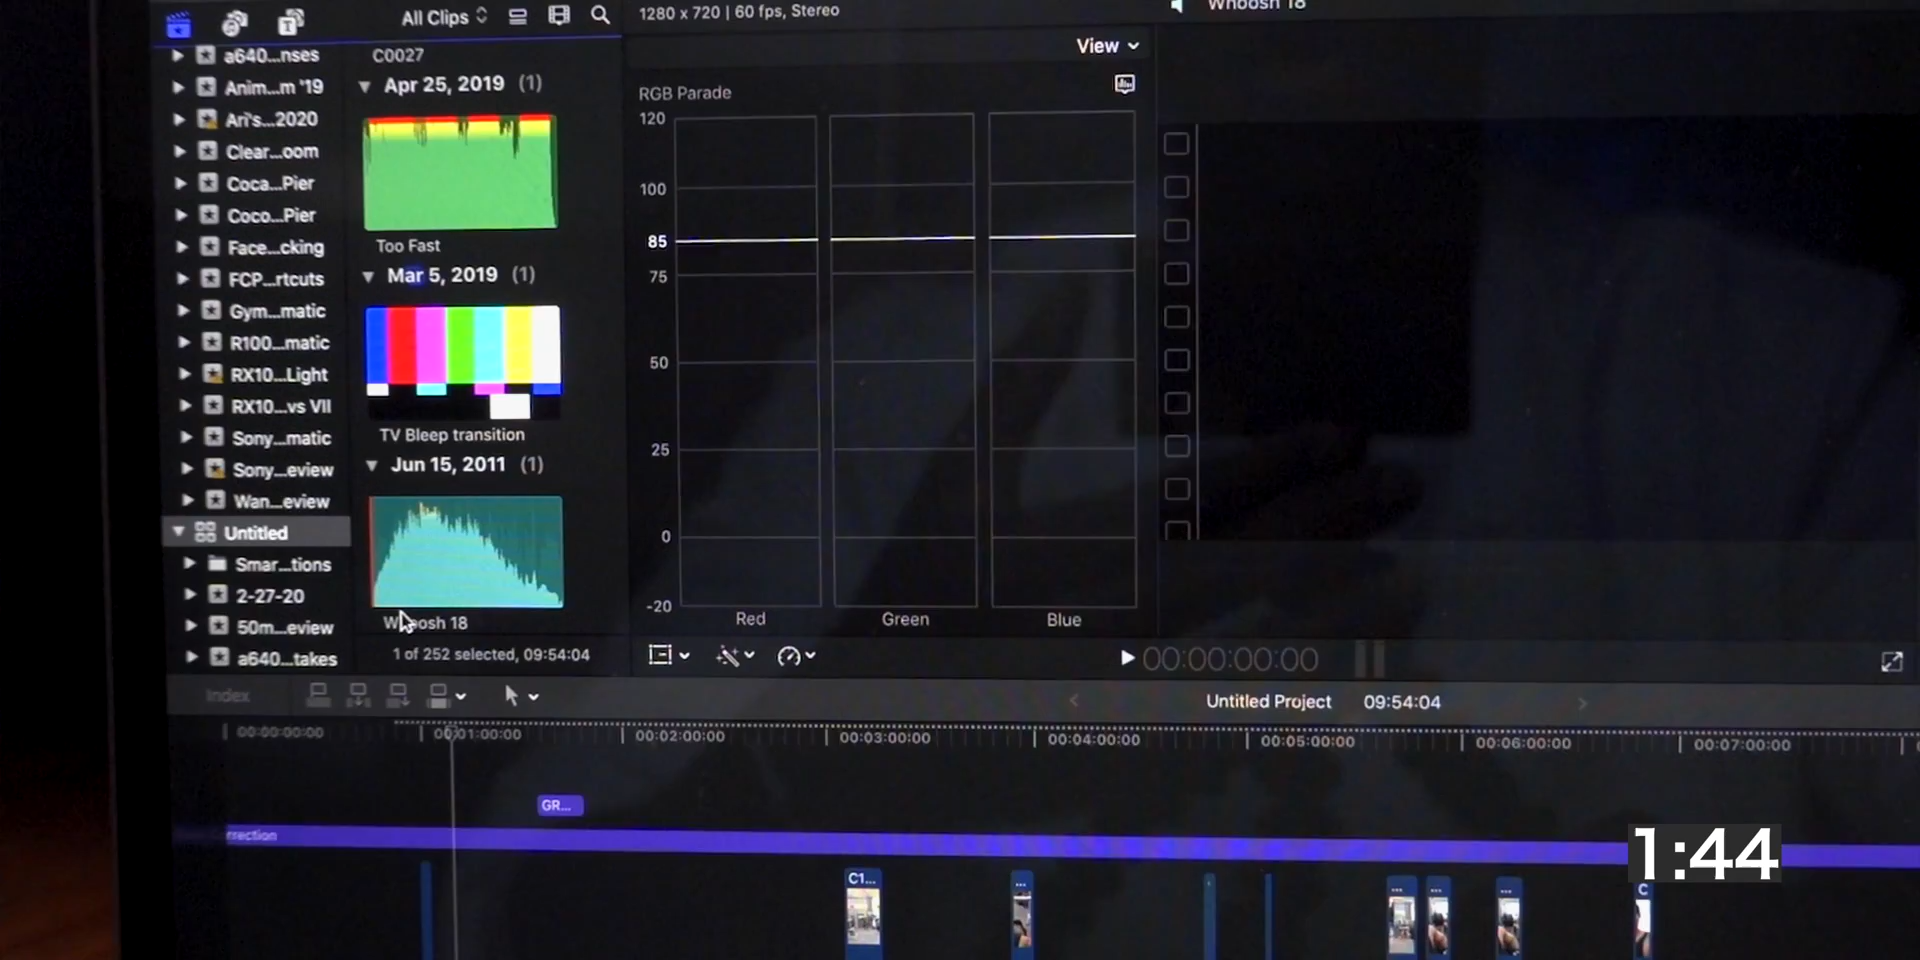 All Clips
1280 x 720 | 60 fps, Stereo
Whoosh 18
View
a640...nses
Anim...m '19
Ari's...2020
Clear...oom
Coca...Pier
Coco...Pier
Face...cking
FCP...rtcuts
Gym...matic
R100...matic
RX10...Light
RX10...vs VII
Sony...matic
Sony...eview
Wan...eview
Untitled
Smar...tions
2-27-20
50m...eview
a640...takes
C0027
Apr 25, 2019 (1)
Too Fast
Mar 5, 2019 (1)
TV Bleep transition
Jun 15, 2011 (1)
Whoosh 18
1 of 252 selected, 09:54:04
RGB Parade
120
100
85
75
50
25
0
-20
Red
Green
Blue
00:00:00:00
Index
Untitled Project
09:54:04
00:00:00:00
00:01:00:00
00:02:00:00
00:03:00:00
00:04:00:00
00:05:00:00
00:06:00:00
00:07:00:00
GR...
rrection
1:44
C1...
...
...
...
...
C